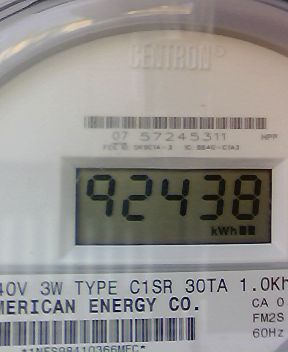 CENTRON®
07 57245311 HPP
92438
kWh
40V 3W TYPE C1SR 30TA 1.0Kh
MERICAN ENERGY CO. CA 0
FM2S
60Hz